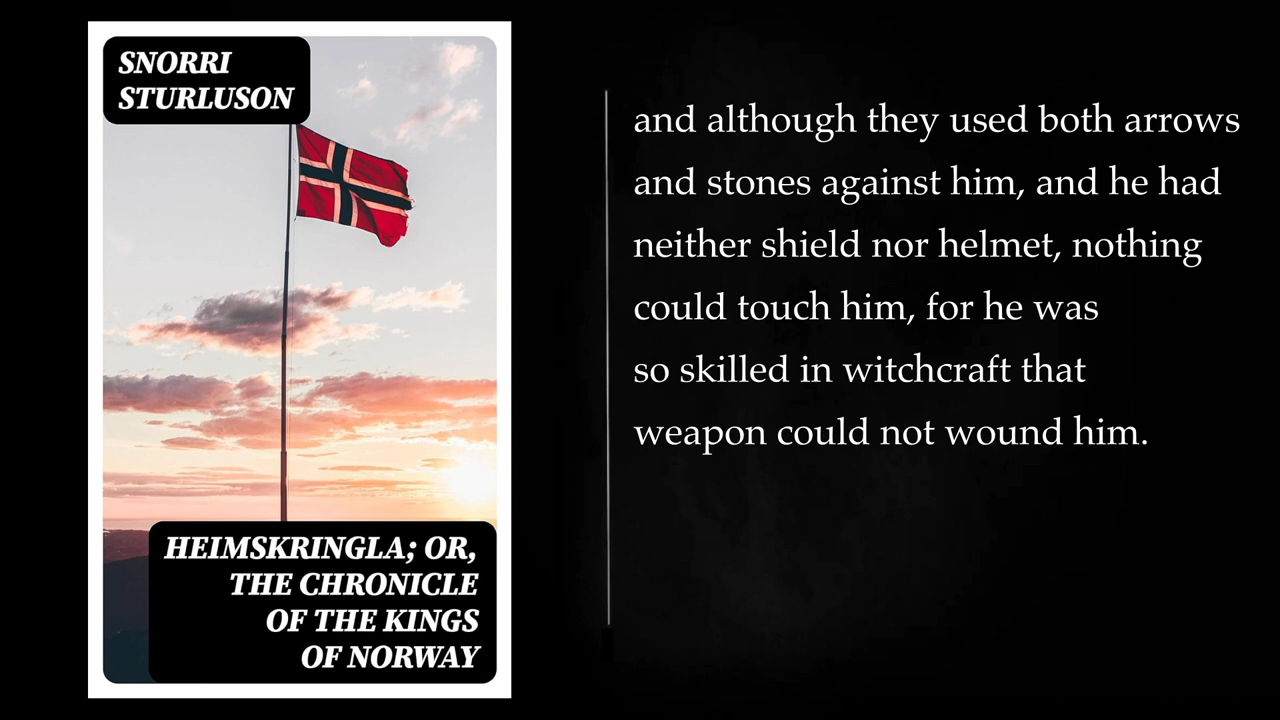 SNORRI
STURLUSON
HEIMSKRINGLA; OR,
THE CHRONICLE
OF THE KINGS
OF NORWAY
and although they used both arrows
and stones against him, and he had
neither shield nor helmet, nothing
could touch him, for he was
so skilled in witchcraft that
weapon could not wound him.